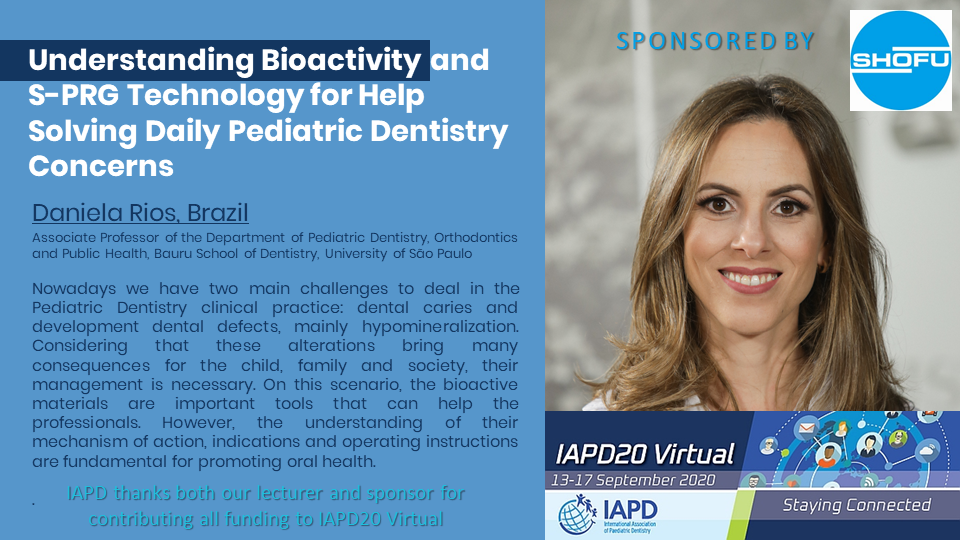 Understanding Bioactivity and
S-PRG Technology for Help
Solving Daily Pediatric Dentistry
Concerns
Daniela Rios, Brazil
Associate Professor of the Department of Pediatric Dentistry, Orthodontics
and Public Health, Bauru School of Dentistry, University of São Paulo
Nowadays we have two main challenges to deal in the
Pediatric Dentistry clinical practice: dental caries and
development dental defects, mainly hypomineralization.
Considering that these alterations bring many
consequences for the child, family and society, their
management is necessary. On this scenario, the bioactive
materials are important tools that can help the
professionals. However, the understanding of their
mechanism of action, indications and operating instructions
are fundamental for promoting oral health.
.
IAPD thanks both our lecturer and sponsor for
contributing all funding to IAPD20 Virtual
SPONSORED BY
SHOFU
IAPD20 Virtual
13-17 September 2020
IAPD
International Association
of Paediatric Dentistry
Staying Connected